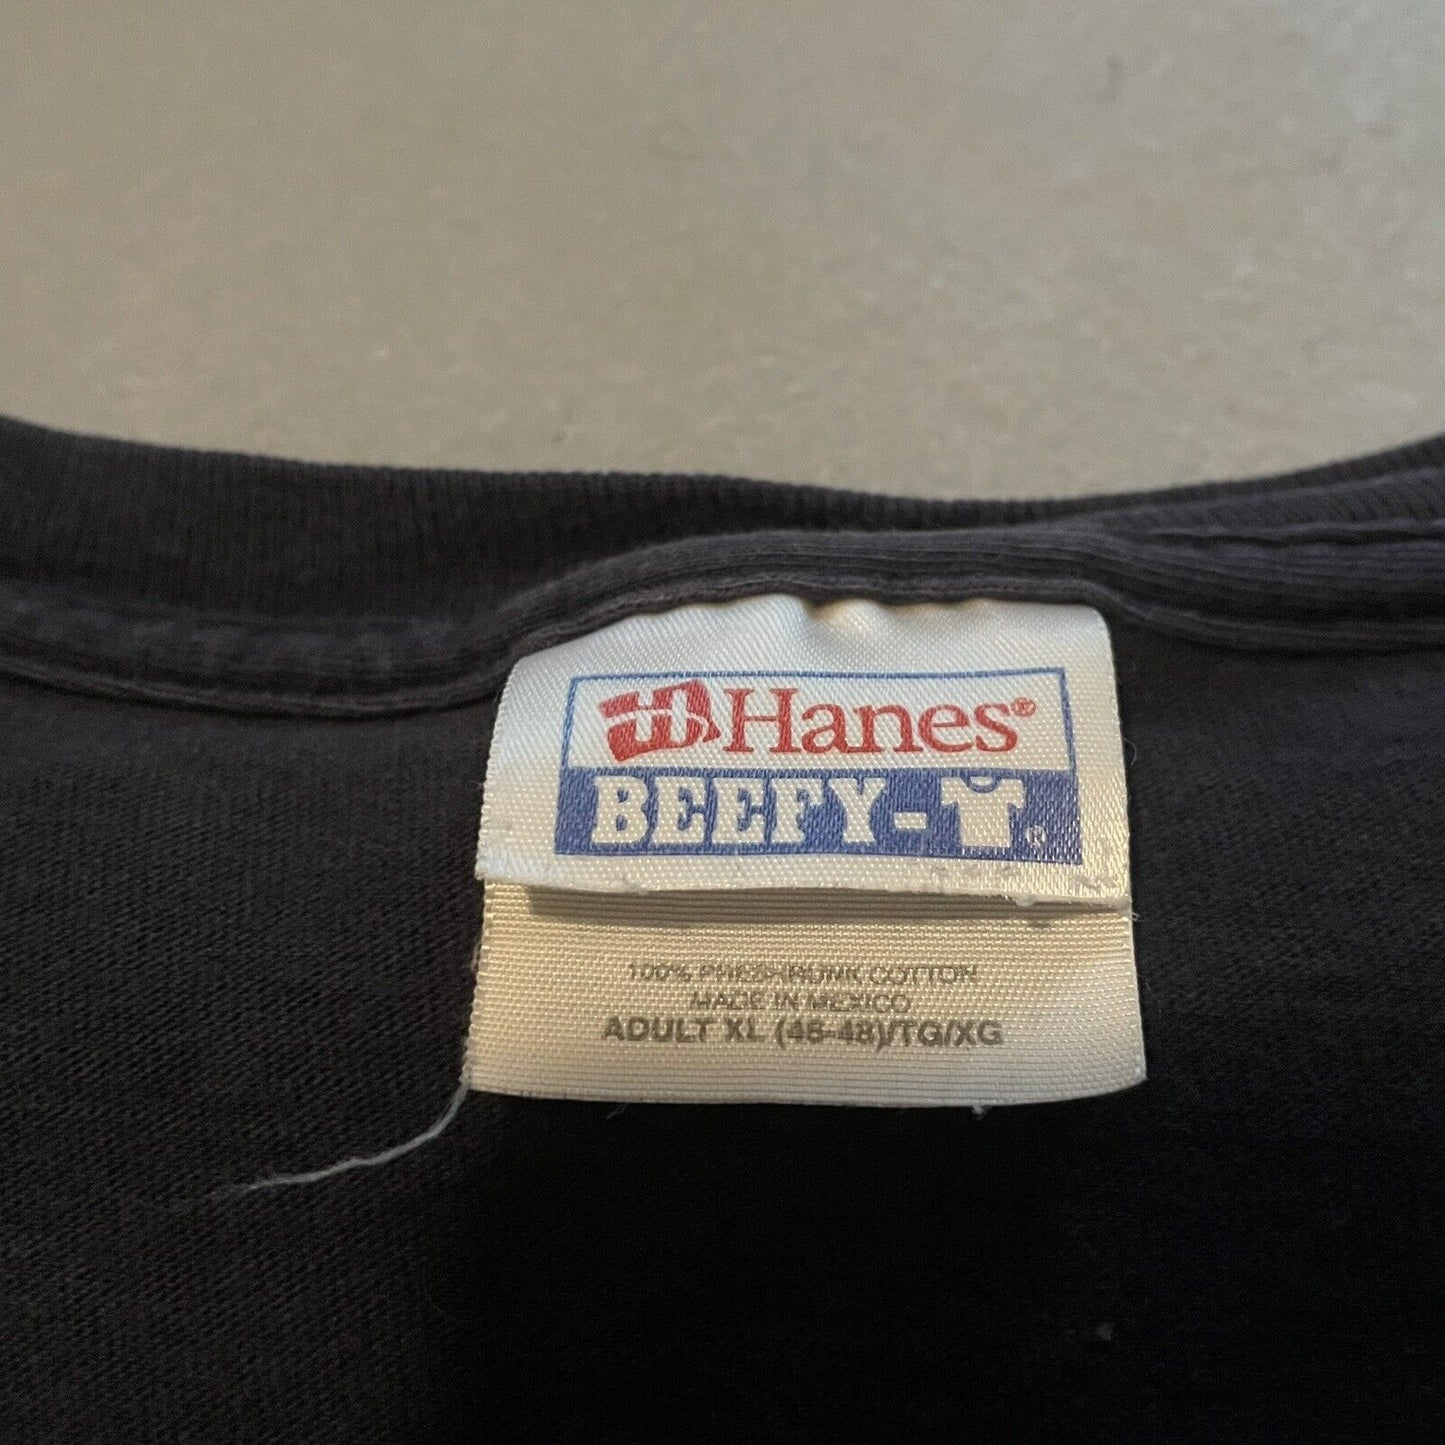 Hanes®
BEEFY-T®
100% PRESHRUNK COTTON
MADE IN MEXICO
ADULT XL (46-48)/TG/XG